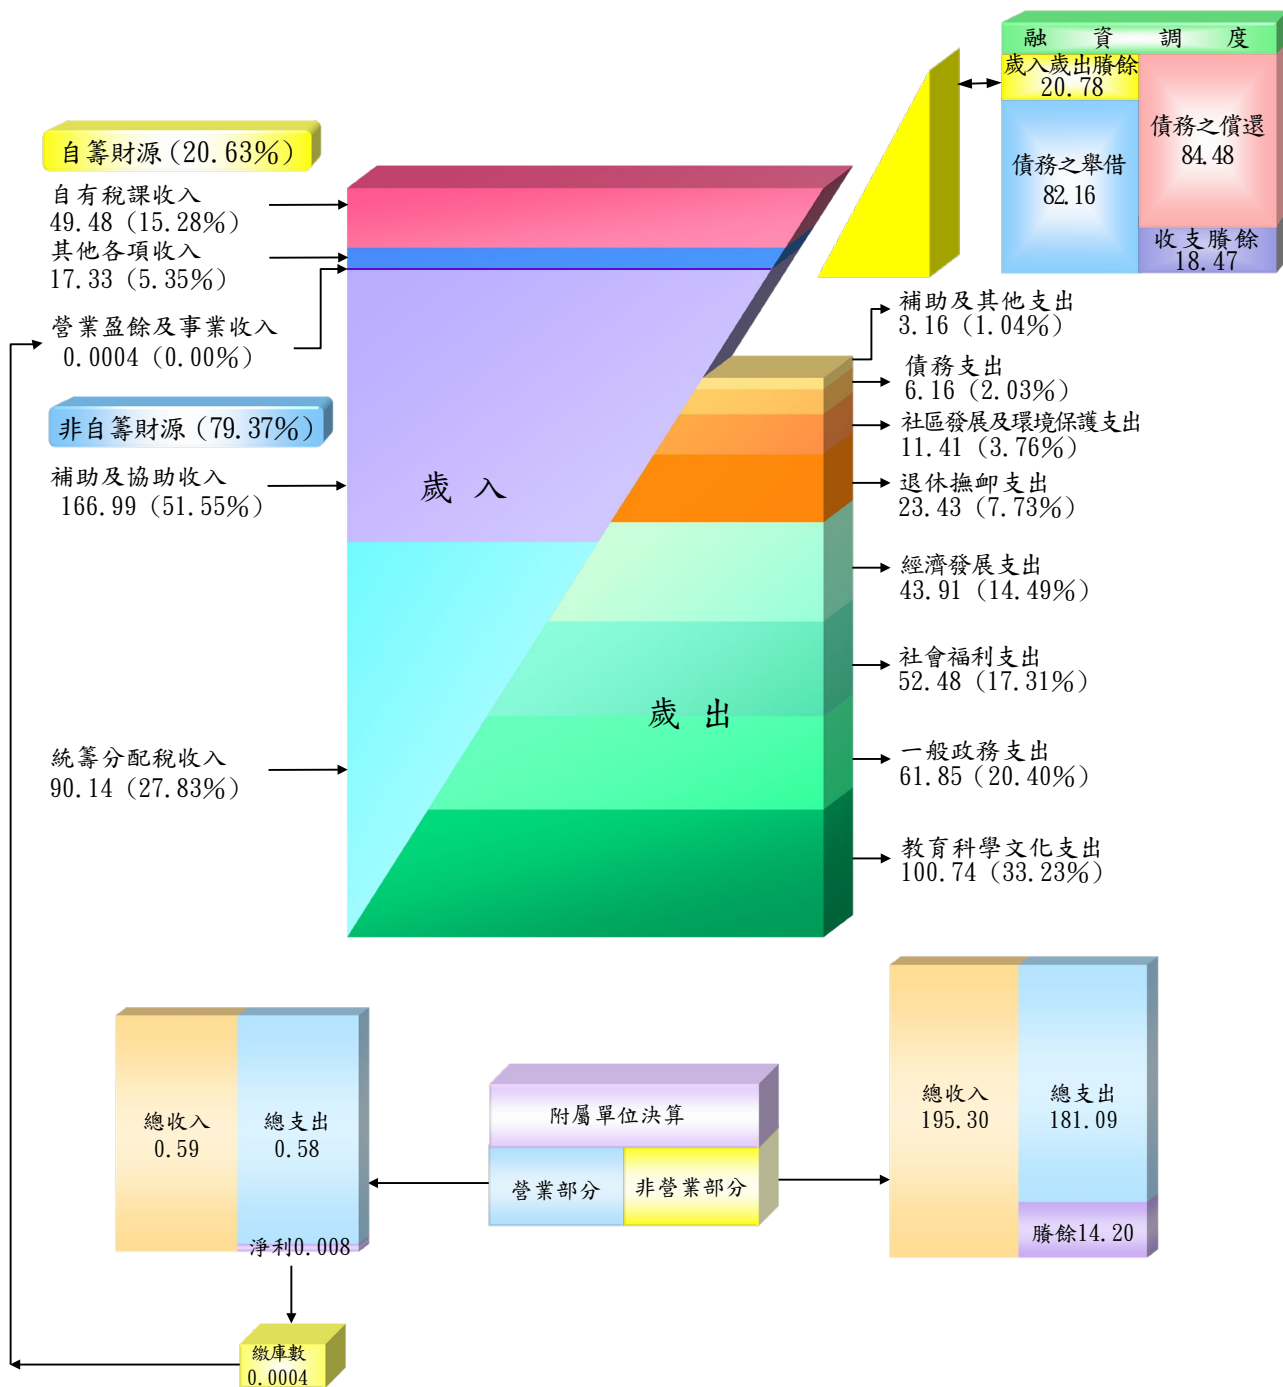 融資調度
歲入歲出賸餘
20.78
債務之償還
84.48
債務之舉借
82.16
收支賸餘
18.47
自籌財源(20.63%)
自有稅課收入
49.48 (15.28%)
其他各項收入
17.33 (5.35%)
營業盈餘及事業收入
0.0004 (0.00%)
非自籌財源(79.37%)
補助及協助收入
166.99 (51.55%)
統籌分配稅收入
90.14 (27.83%)
歲入
歲出
補助及其他支出
3.16 (1.04%)
債務支出
6.16 (2.03%)
社區發展及環境保護支出
11.41 (3.76%)
退休撫卹支出
23.43 (7.73%)
經濟發展支出
43.91 (14.49%)
社會福利支出
52.48 (17.31%)
一般政務支出
61.85 (20.40%)
教育科學文化支出
100.74 (33.23%)
總收入
0.59
總支出
0.58
淨利0.008
繳庫數
0.0004
附屬單位決算
營業部分
非營業部分
總收入
195.30
總支出
181.09
賸餘14.20